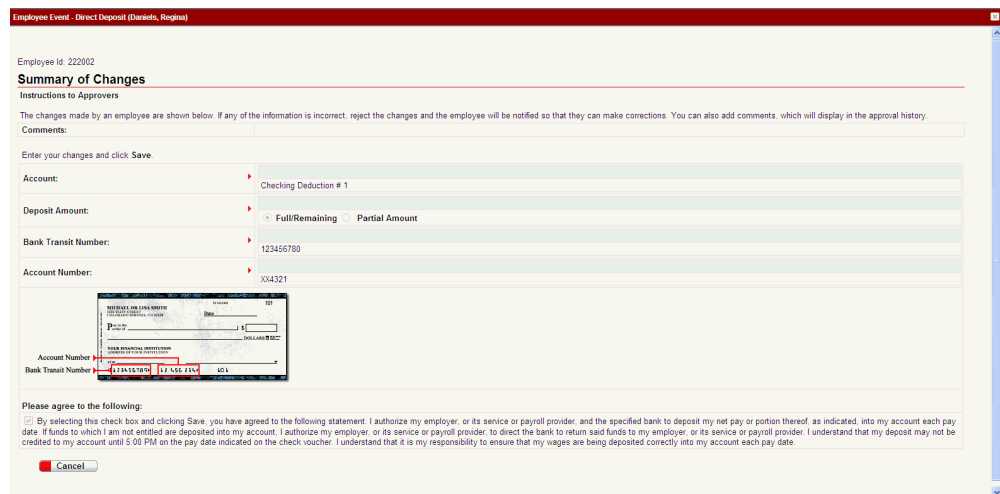 Employee Event - Direct Deposit (Daniels, Regina)
Employee Id: 222002
Summary of Changes
Instructions to Approvers
The changes made by an employee are shown below. If any of the information is incorrect, reject the changes and the employee will be notified so that they can make corrections. You can also add comments, which will display in the approval history.
Comments:
Enter your changes and click Save.
Account:
Checking Deduction # 1
Deposit Amount:
Full/Remaining Partial Amount
Bank Transit Number:
123456780
Account Number:
XX4321
MICHAEL OR LISA SMITH
101
Date
$
DOLLARS
YOUR FINANCIAL INSTITUTION
ADDRESS OF YOUR INSTITUTION
Account Number
Bank Transit Number
101
Please agree to the following:
By selecting this check box and clicking Save, you have agreed to the following statement: I authorize my employer, or its service or payroll provider, and the specified bank to deposit my net pay or portion thereof, as indicated, into my account each pay
date. If funds to which I am not entitled are deposited into my account, I authorize my employer, or its service or payroll provider, to direct the bank to return said funds to my employer, or its service or payroll provider. I understand that my deposit may not be
credited to my account until 5:00 PM on the pay date indicated on the check voucher. I understand that it is my responsibility to ensure that my wages are being deposited correctly into my account each pay date.
Cancel